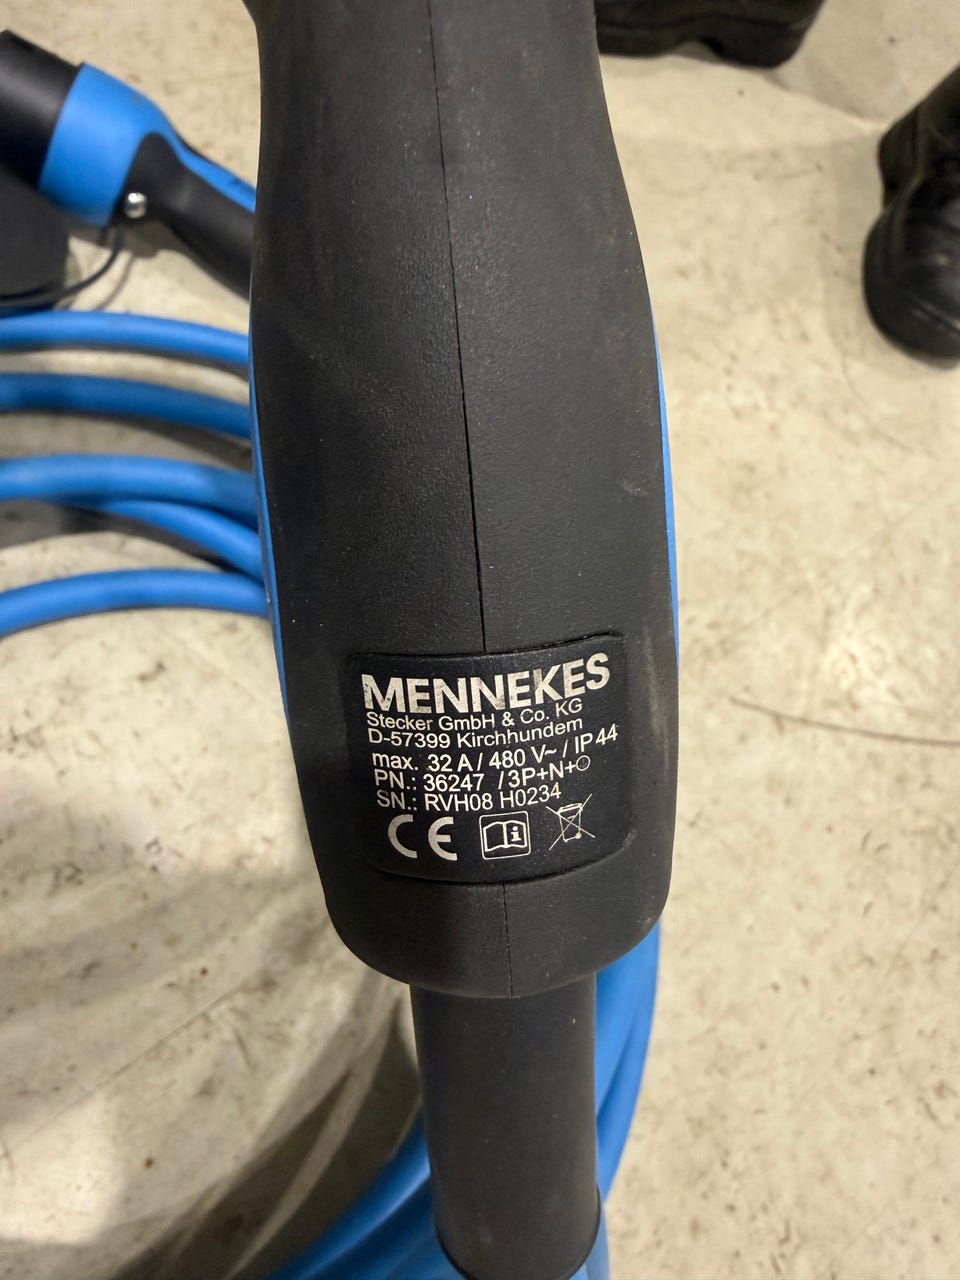 MENNEKES
Stecker GmbH & Co. KG
D-57399 Kirchhundem
max. 32 A / 480 V~ / IP 44
PN.: 36247 / 3P+N+⏚
SN.: RVH08 H0234
CE
i